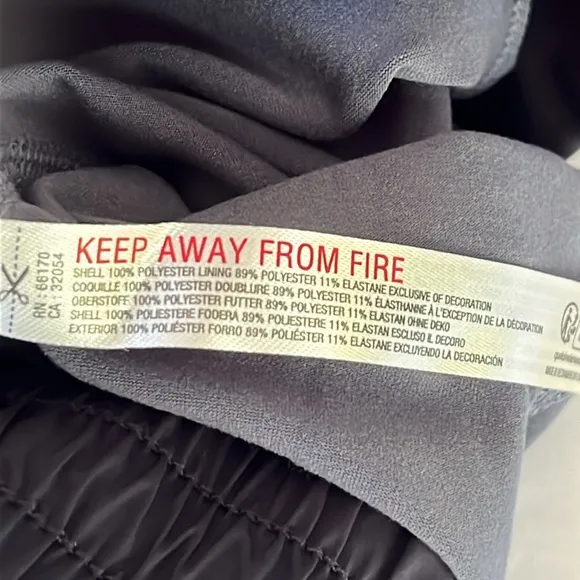 RN: 66170
CA: 32054
KEEP AWAY FROM FIRE
SHELL 100% POLYESTER LINING 89% POLYESTER 11% ELASTANE EXCLUSIVE OF DECORATION
COQUILLE 100% POLYESTER DOUBLURE 89% POLYESTER 11% ÉLASTHANNE À L'EXCEPTION DE LA DÉCORATION
OBERSTOFF 100% POLYESTER FUTTER 89% POLYESTER 11% ELASTAN OHNE DEKO
SHELL 100% POLIESTERE FODERA 89% POLIESTERE 11% ELASTAN ESCLUSO IL DECORO
EXTERIOR 100% POLIÉSTER FORRO 89% POLIÉSTER 11% ELASTANE EXCLUYENDO LA DECORACIÓN